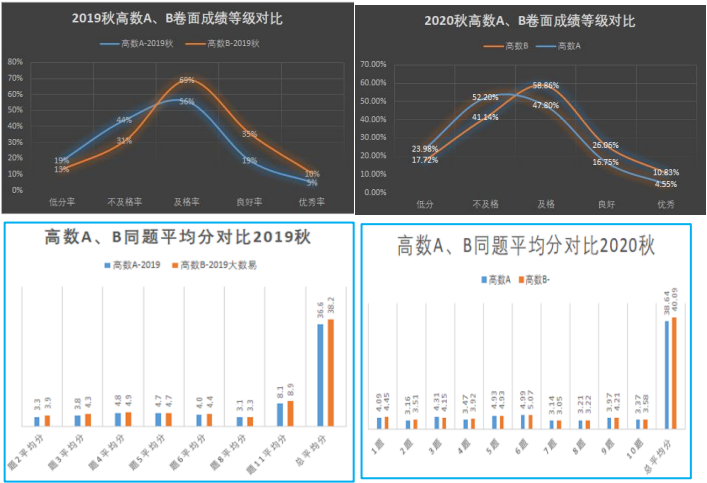 2019秋高数A、B卷面成绩等级对比
高数A-2019秋 高数B-2019秋
80%
70%
60%
50%
40%
30%
20%
10%
0%
19% 44% 56% 19% 5%
13% 31% 69% 35% 10%
低分率 不及格率 及格率 良好率 优秀率
2020秋高数A、B卷面成绩等级对比
高数B 高数A
70.00%
60.00%
50.00%
40.00%
30.00%
20.00%
10.00%
0.00%
23.98% 52.20% 47.80% 16.75% 4.55%
17.72% 41.14% 58.86% 26.06% 10.83%
低分 不及格 及格 良好 优秀
高数A、B同题平均分对比2019秋
高数A-2019 高数B-2019大数易
3.3 3.9 3.8 4.3 4.8 4.9 4.7 4.7 4.0 4.4 3.1 3.3 8.1 8.9 36.6 38.2
题2平均分 题3平均分 题4平均分 题5平均分 题6平均分 题8平均分 题11平均分 总平均分
高数A、B同题平均分对比2020秋
高数A 高数B-
4.09 4.45 3.16 3.53 4.31 4.15 3.47 3.92 4.93 4.93 4.99 5.07 3.14 3.05 3.21 3.22 3.97 4.21 3.37 3.58 38.64 40.09
1题 2题 3题 4题 5题 6题 7题 8题 9题 10题 总平均分